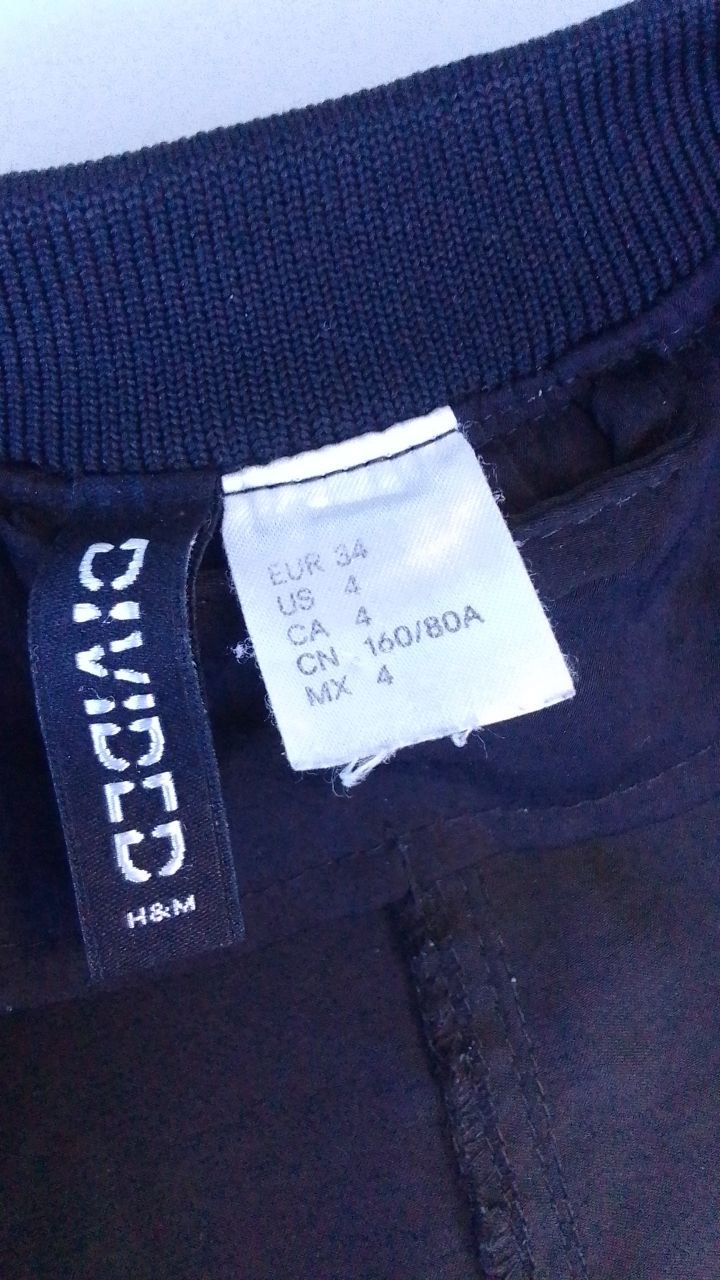 DIVIDED
H&M
EUR 34
US 4
CA 4
CN 160/80A
MX 4